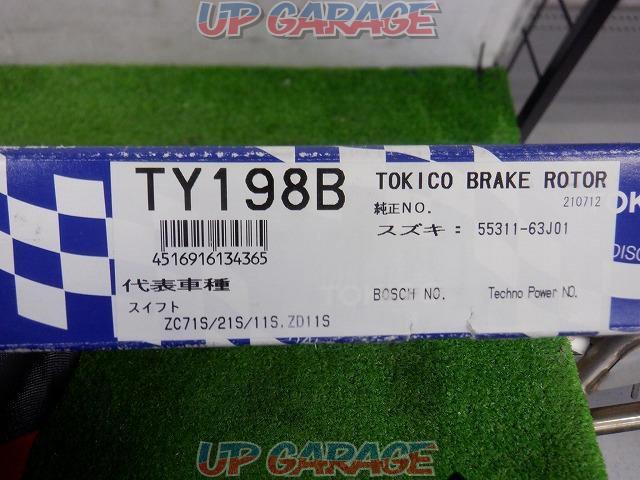 UP GARAGE
TY198B
TOKICO BRAKE ROTOR
純正NO.
210712
スズキ: 55311-63J01
4516916134365
代表車種
スイフト
ZC71S/21S/11S,ZD11S
BOSCH NO.
Techno Power NO.
UP GARAGE